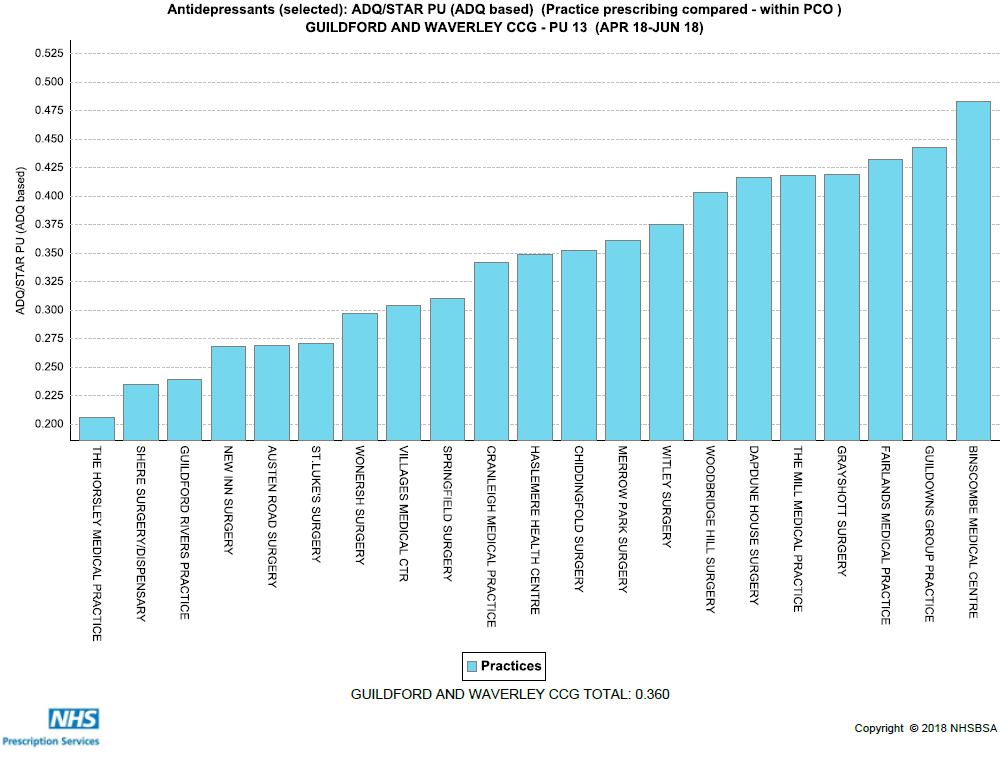 Antidepressants (selected): ADQ/STAR PU (ADQ based)  (Practice prescribing compared - within PCO )
GUILDFORD AND WAVERLEY CCG - PU 13  (APR 18-JUN 18)
ADQ/STAR PU (ADQ based)
0.525
0.500
0.475
0.450
0.425
0.400
0.375
0.350
0.325
0.300
0.275
0.250
0.225
0.200
THE HORSLEY MEDICAL PRACTICE
SHERE SURGERY/DISPENSARY
GUILDFORD RIVERS PRACTICE
NEW INN SURGERY
AUSTEN ROAD SURGERY
ST.LUKE'S SURGERY
WONERSH SURGERY
VILLAGES MEDICAL CTR
SPRINGFIELD SURGERY
CRANLEIGH MEDICAL PRACTICE
HASLEMERE HEALTH CENTRE
CHIDDINGFOLD SURGERY
MERROW PARK SURGERY
WITLEY SURGERY
WOODBRIDGE HILL SURGERY
DAPDUNE HOUSE SURGERY
THE MILL MEDICAL PRACTICE
GRAYSHOTT SURGERY
FAIRLANDS MEDICAL PRACTICE
GUILDOWNS GROUP PRACTICE
BINSCOMBE MEDICAL CENTRE
Practices
GUILDFORD AND WAVERLEY CCG TOTAL: 0.360
NHS
Prescription Services
Copyright © 2018 NHSBSA